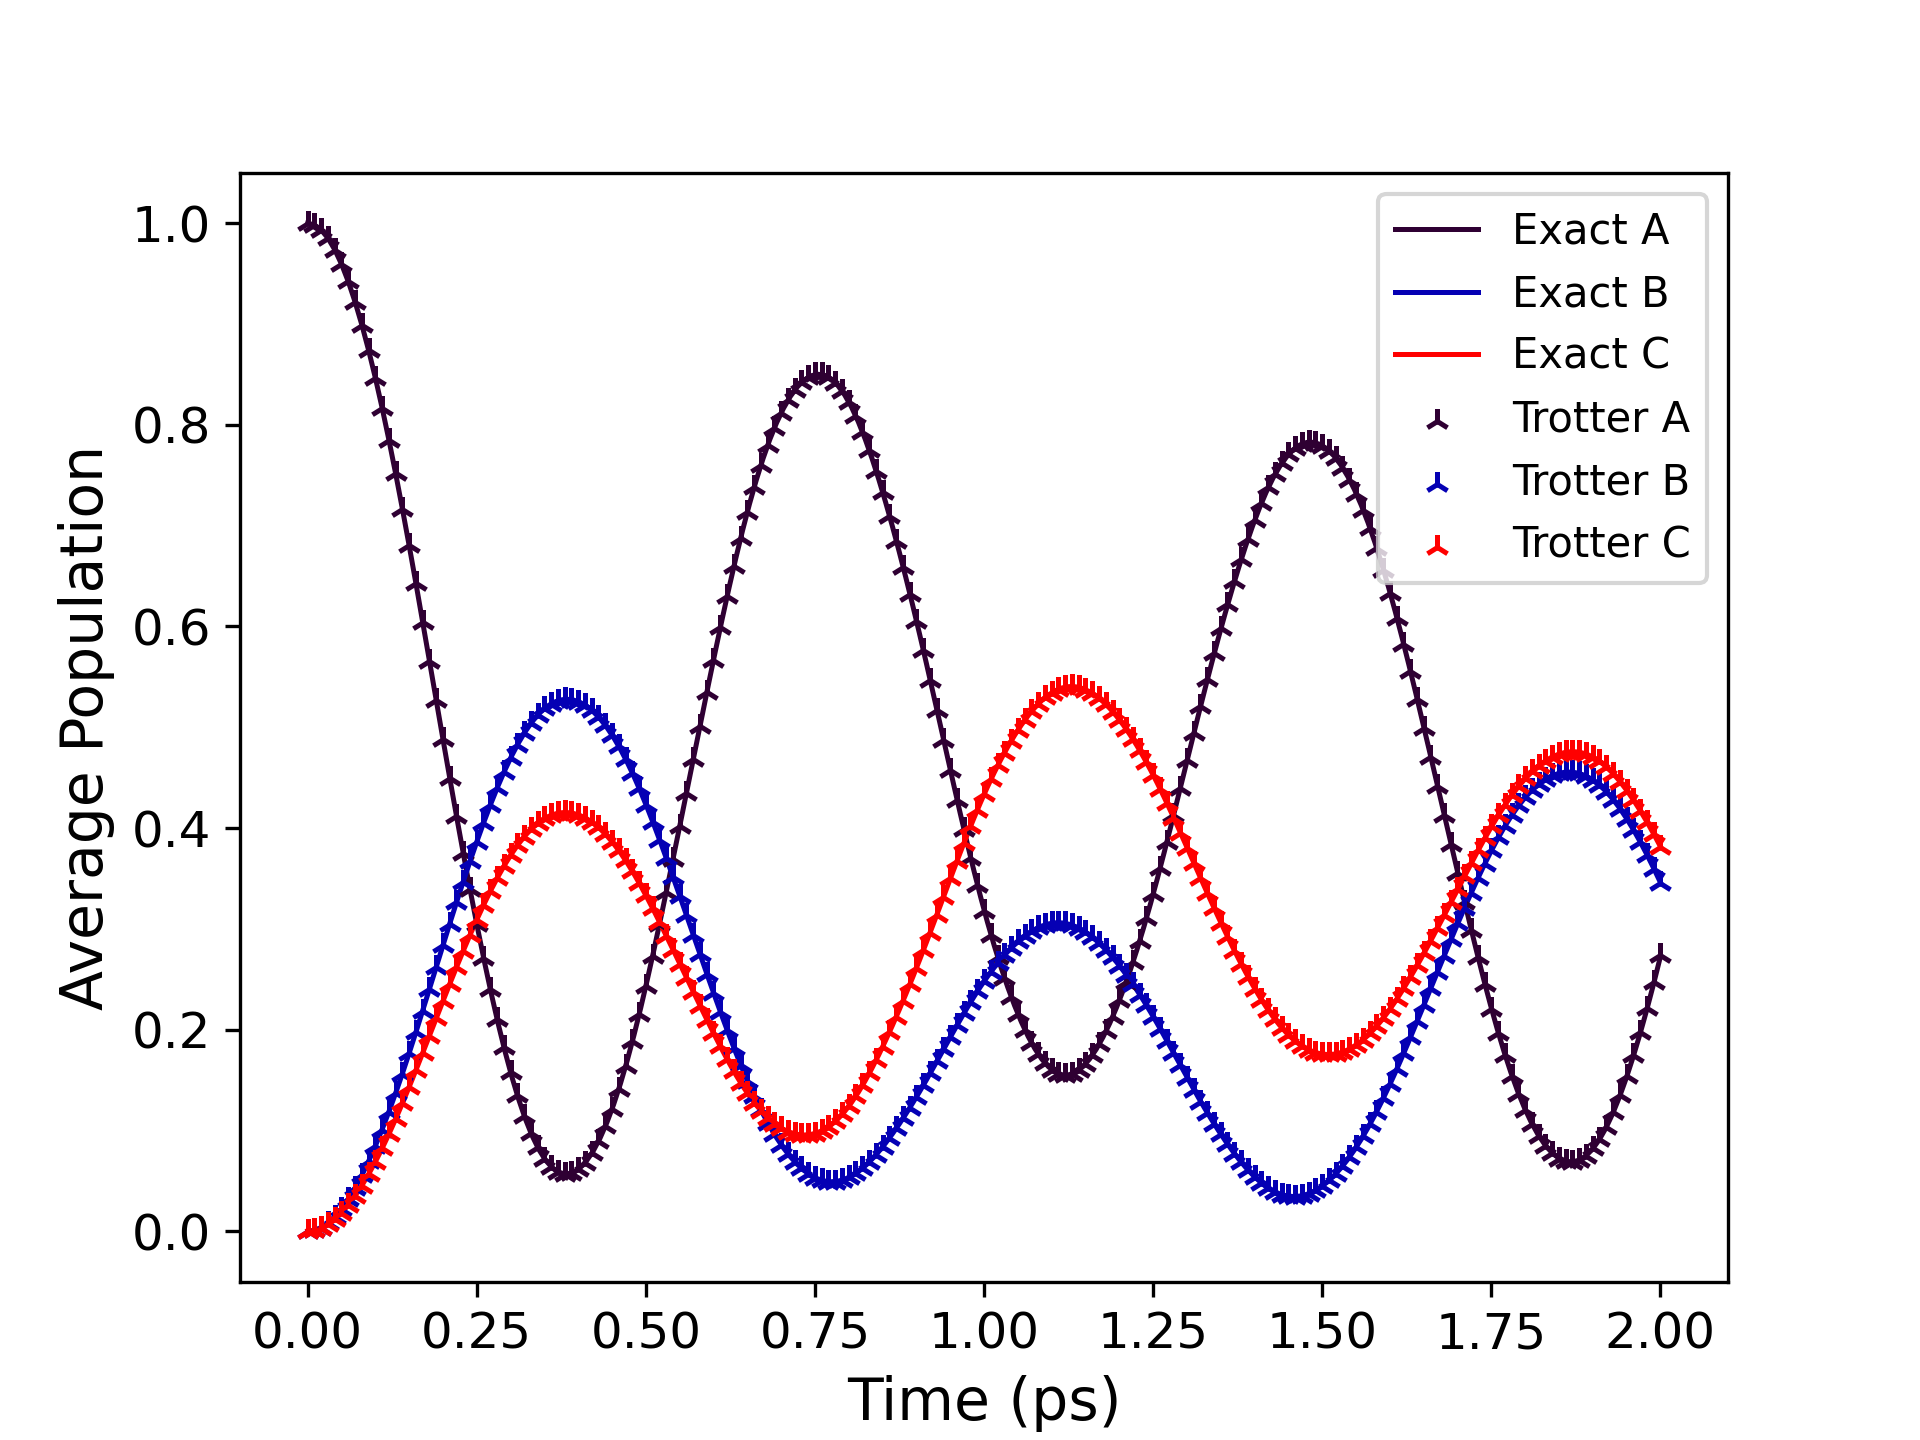 Exact A
Exact B
Exact C
Trotter A
Trotter B
Trotter C
Average Population
1.0
0.8
0.6
0.4
0.2
0.0
0.00 0.25 0.50 0.75 1.00 1.25 1.50 1.75 2.00
Time (ps)